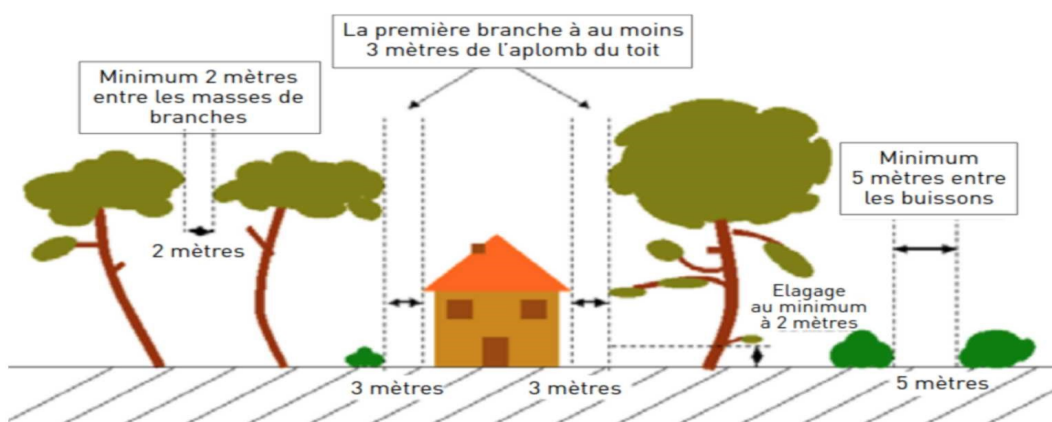 La première branche à au moins
3 mètres de l'aplomb du toit
Minimum 2 mètres
entre les masses de
branches
Minimum
5 mètres entre
les buissons
2 mètres
Elagage
au minimum
à 2 mètres
3 mètres
3 mètres
5 mètres